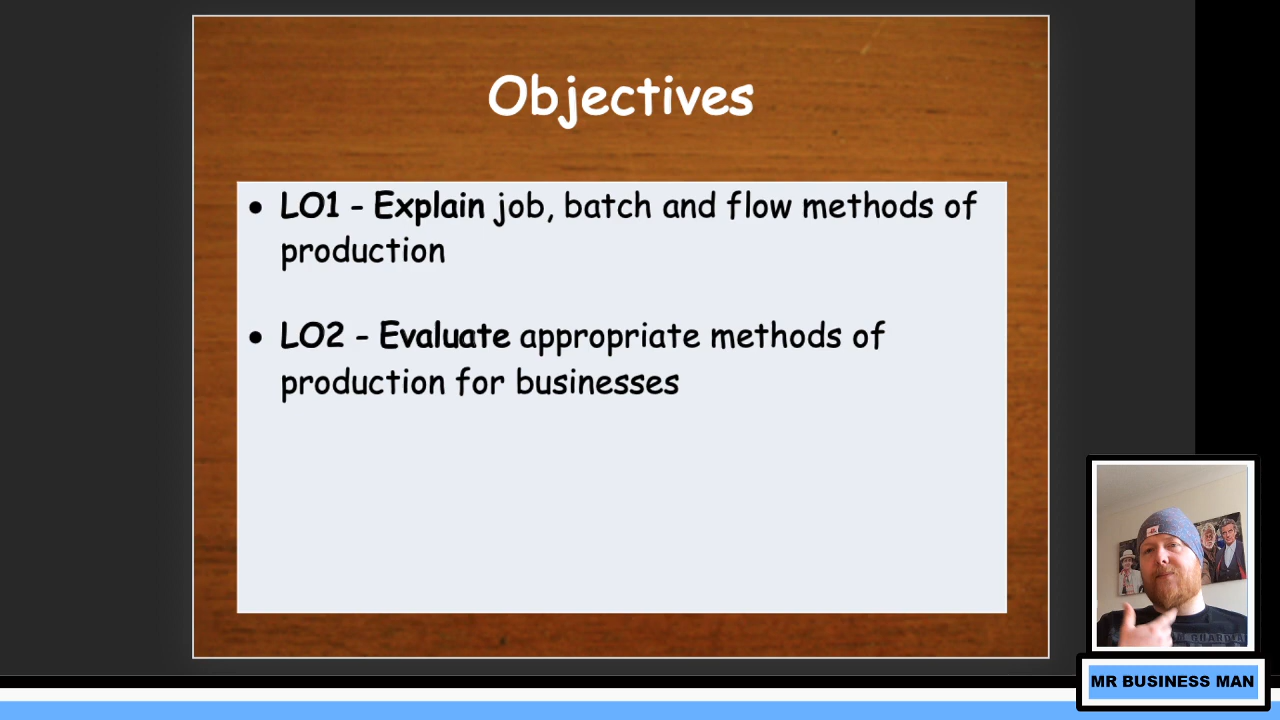 Objectives
• LO1 - Explain job, batch and flow methods of
production
• LO2 - Evaluate appropriate methods of
production for businesses
MR BUSINESS MAN